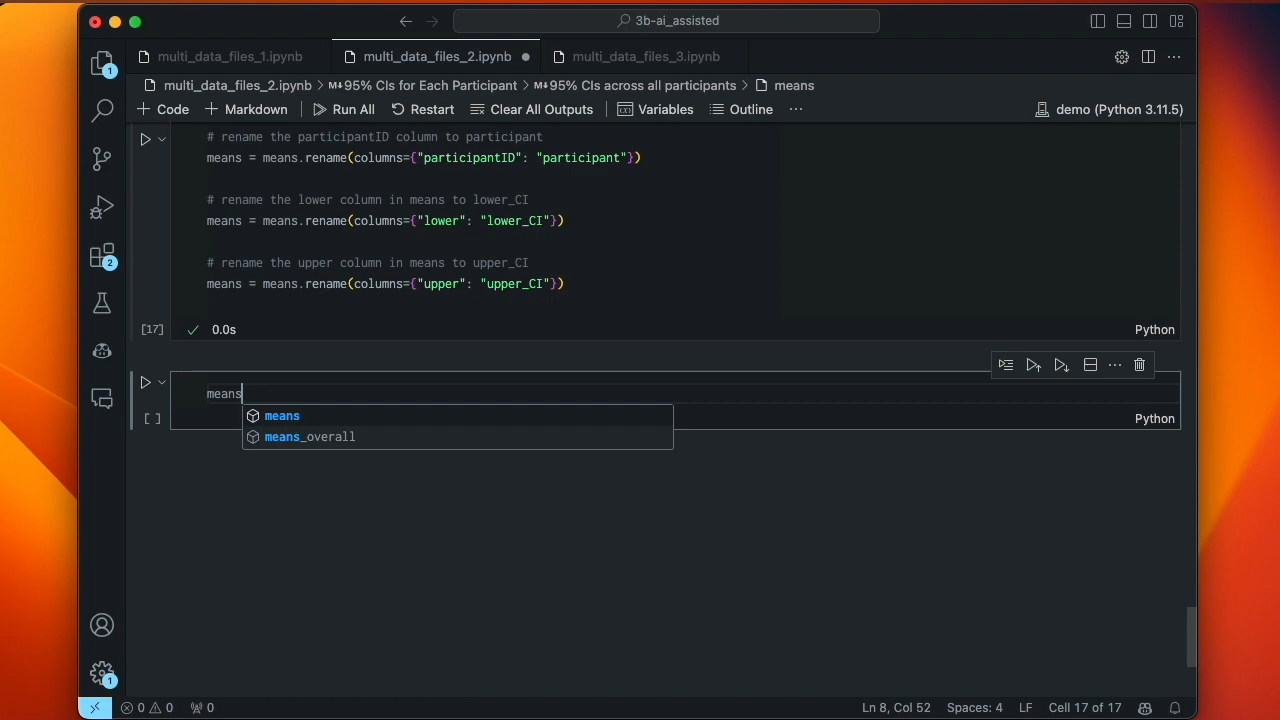 3b-ai_assisted
multi_data_files_1.ipynb
multi_data_files_2.ipynb
multi_data_files_3.ipynb
multi_data_files_2.ipynb > M↓95% CIs for Each Participant > M↓95% CIs across all participants > means
+ Code + Markdown Run All Restart Clear All Outputs Variables Outline ··· demo (Python 3.11.5)
# rename the participantID column to participant
means = means.rename(columns={"participantID": "participant"})
# rename the lower column in means to lower_CI
means = means.rename(columns={"lower": "lower_CI"})
# rename the upper column in means to upper_CI
means = means.rename(columns={"upper": "upper_CI"})
[17] ✓ 0.0s Python
means
[ ] Python
means
means_overall
1
2
1
0 0 0 Ln 8, Col 52 Spaces: 4 LF Cell 17 of 17